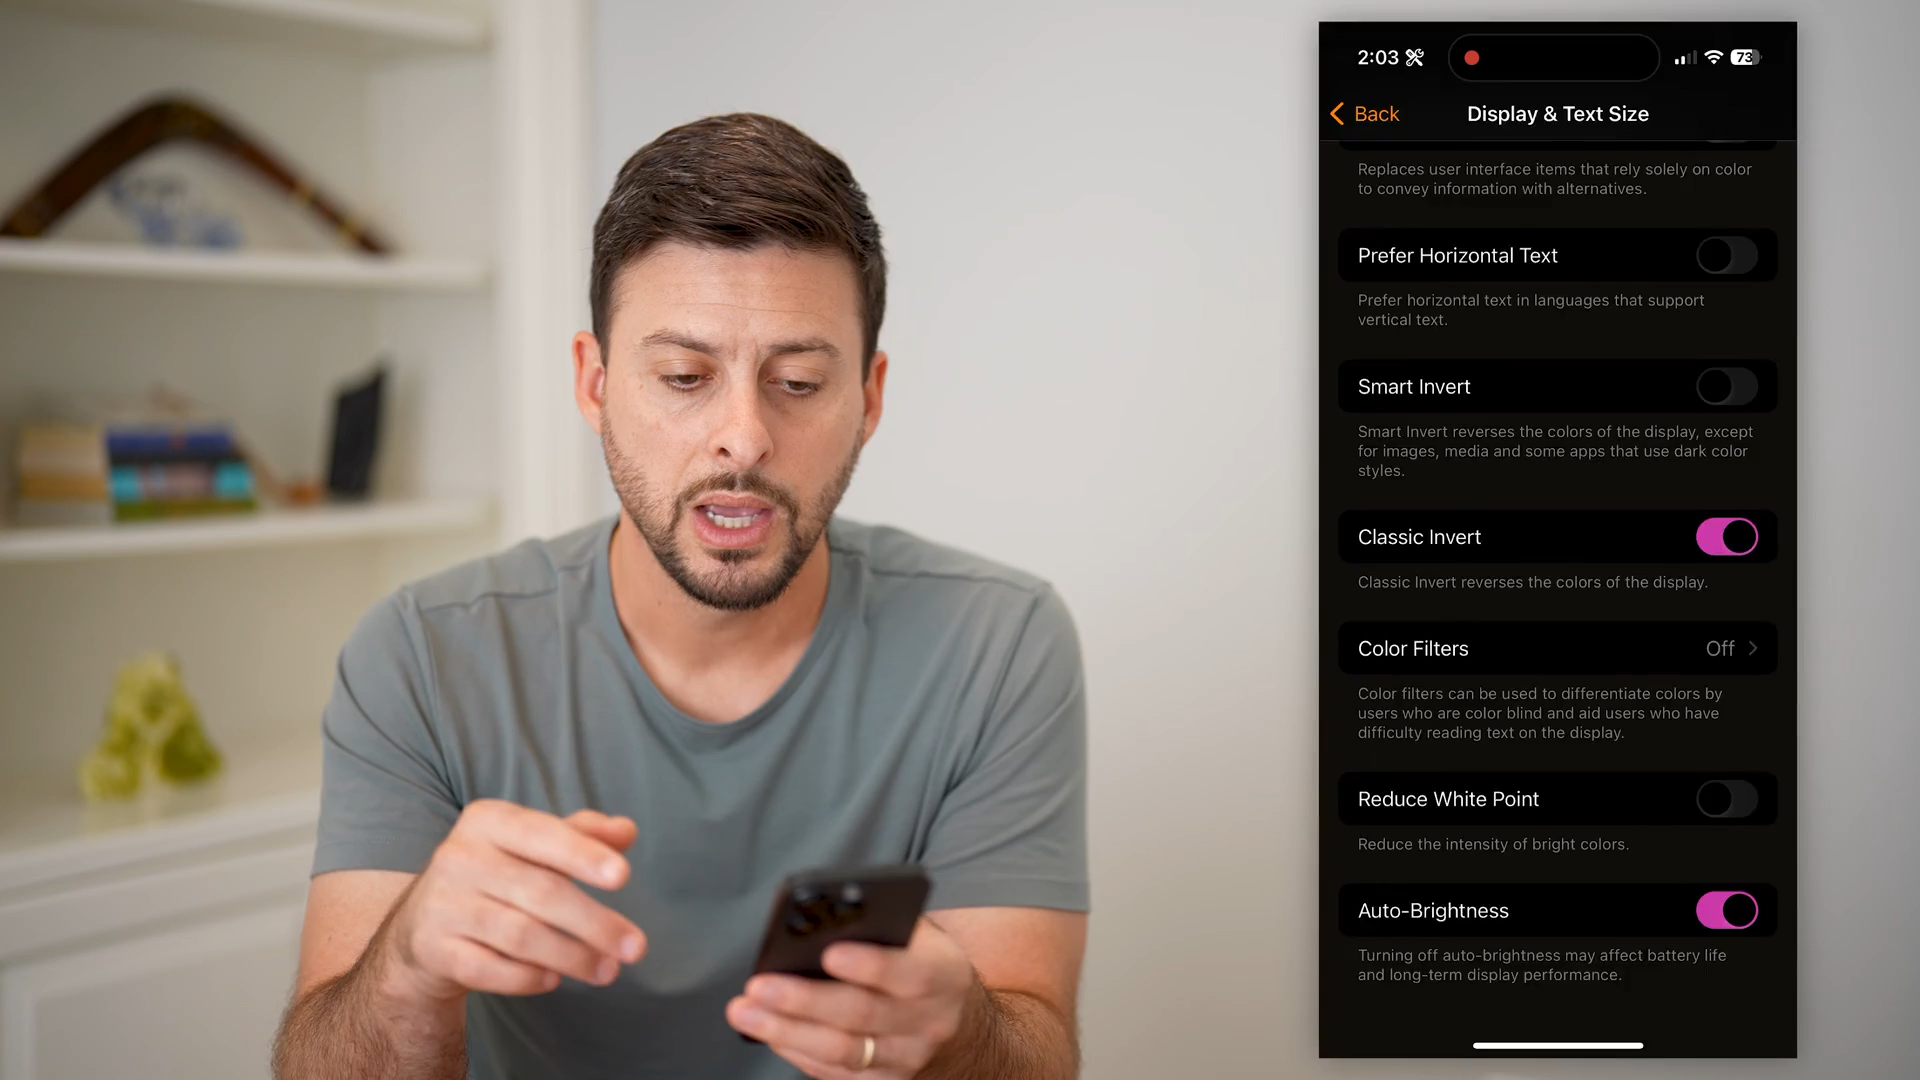 2:03
73
Back
Display & Text Size
Replaces user interface items that rely solely on color
to convey information with alternatives.
Prefer Horizontal Text
Prefer horizontal text in languages that support
vertical text.
Smart Invert
Smart Invert reverses the colors of the display, except
for images, media and some apps that use dark color
styles.
Classic Invert
Classic Invert reverses the colors of the display.
Color Filters
Off
Color filters can be used to differentiate colors by
users who are color blind and aid users who have
difficulty reading text on the display.
Reduce White Point
Reduce the intensity of bright colors.
Auto-Brightness
Turning off auto-brightness may affect battery life
and long-term display performance.